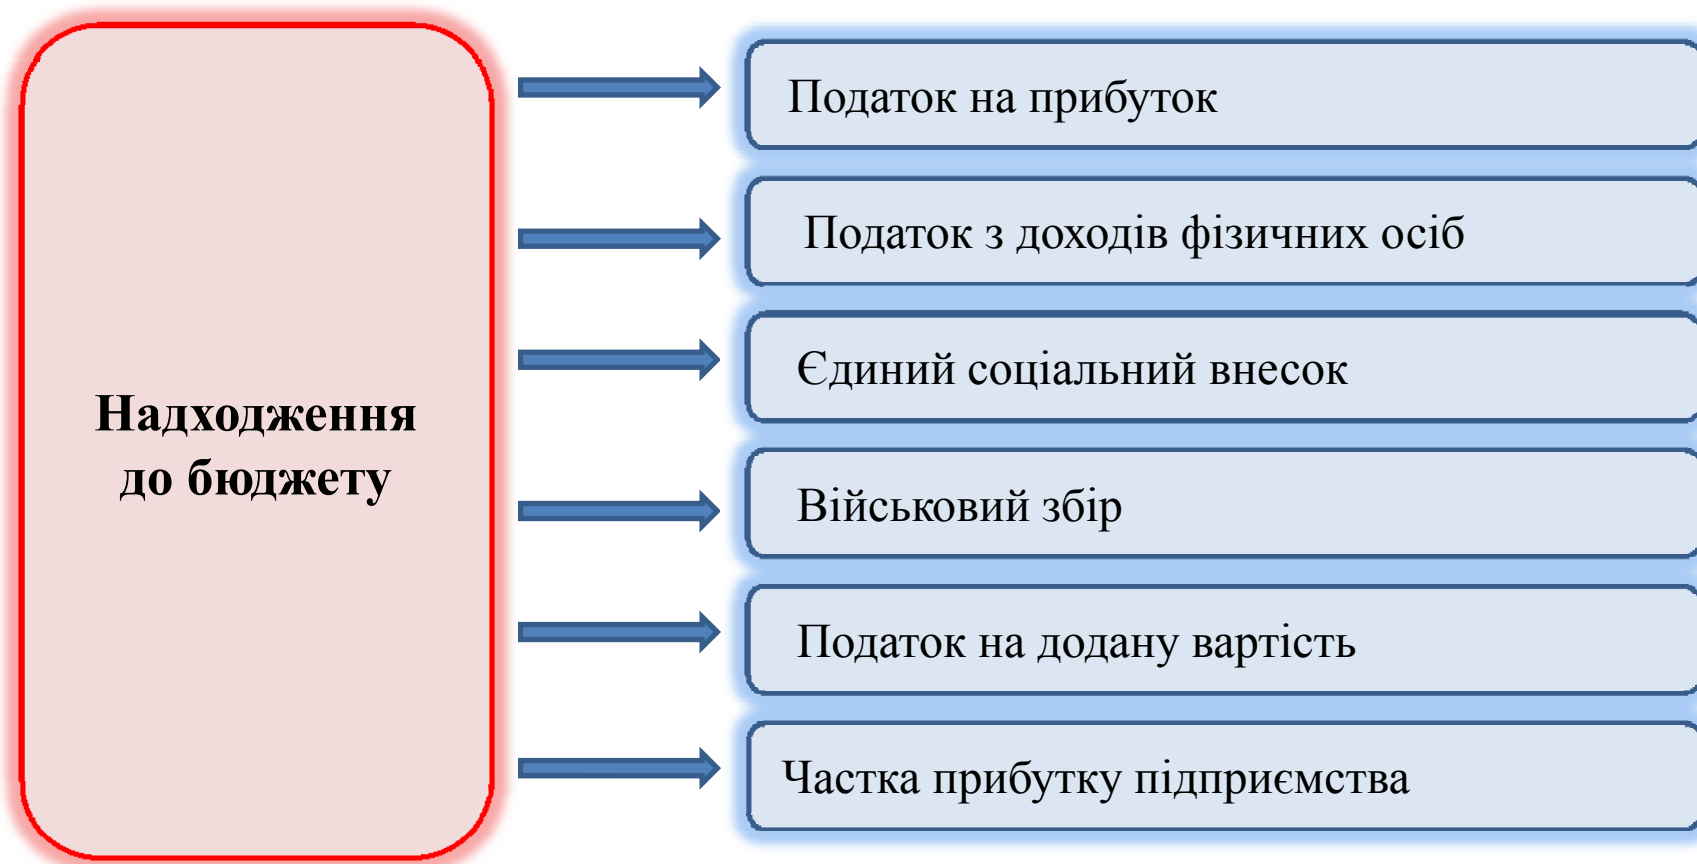 Надходження
до бюджету
Податок на прибуток
Податок з доходів фізичних осіб
Єдиний соціальний внесок
Військовий збір
Податок на додану вартість
Частка прибутку підприємства